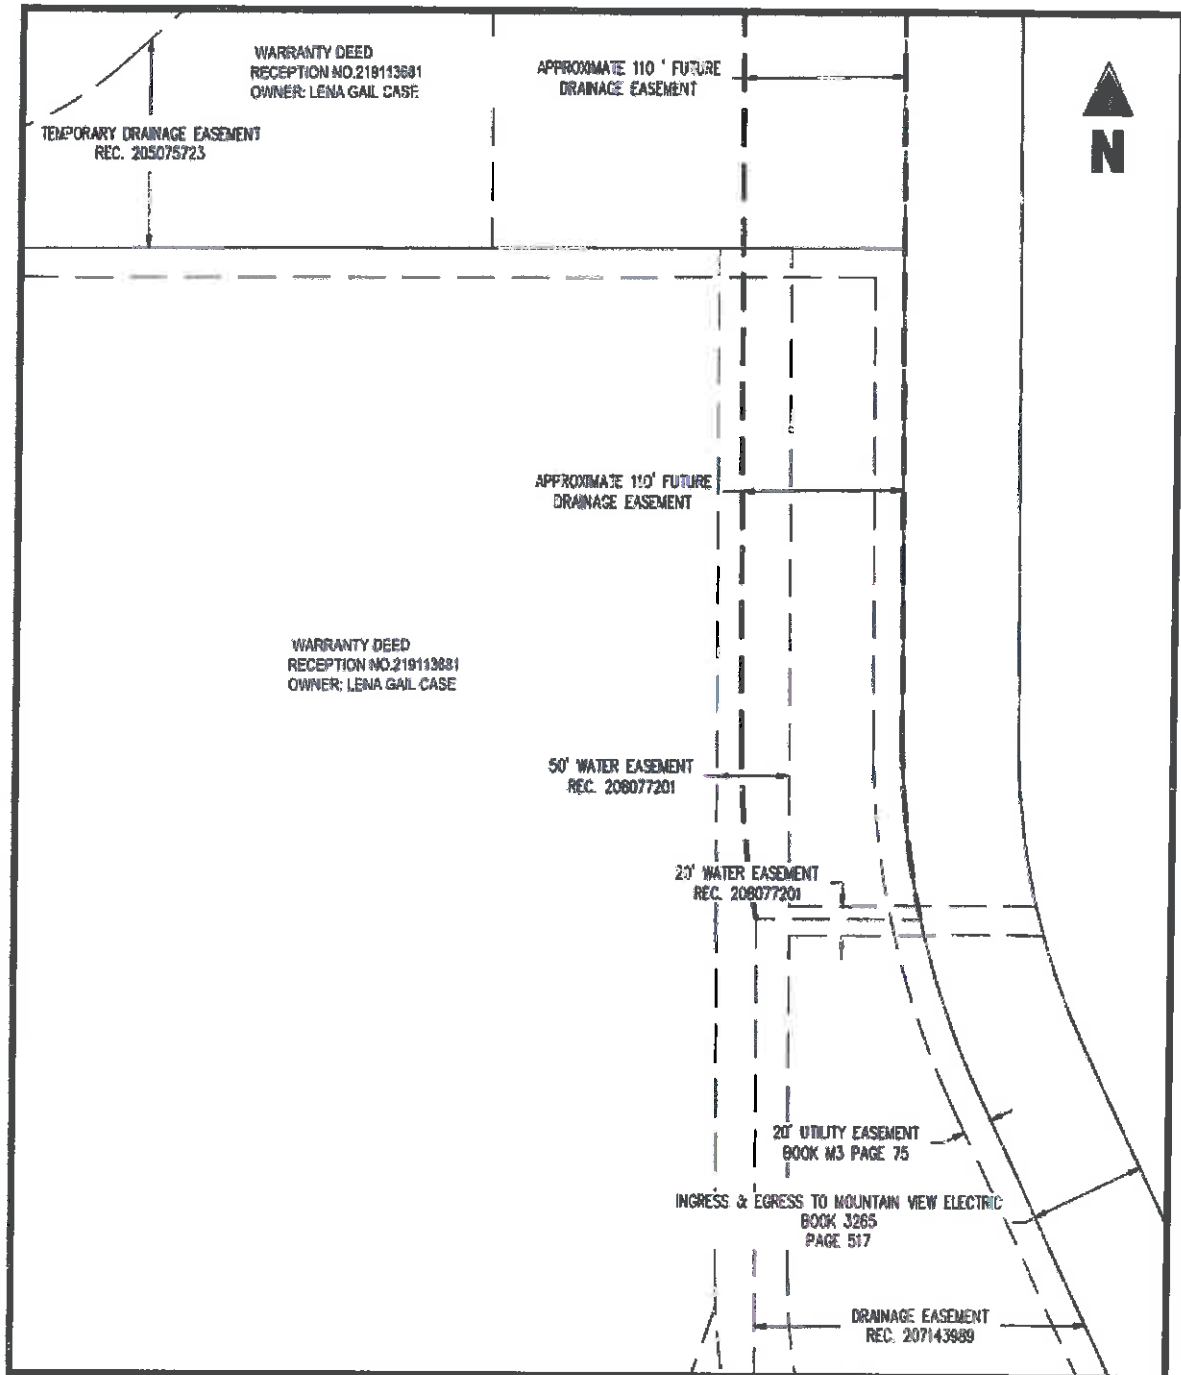 WARRANTY DEED
RECEPTION NO.219113681
OWNER: LENA GAIL CASE
APPROXIMATE 110 ' FUTURE
DRAINAGE EASEMENT
N
TEMPORARY DRAINAGE EASEMENT
REC. 205075723
APPROXIMATE 110' FUTURE
DRAINAGE EASEMENT
WARRANTY DEED
RECEPTION NO.219113681
OWNER: LENA GAIL CASE
50' WATER EASEMENT
REC. 208077201
20' WATER EASEMENT
REC. 208077201
20' UTILITY EASEMENT
BOOK M3 PAGE 75
INGRESS & EGRESS TO MOUNTAIN VIEW ELECTRIC
BOOK 3265
PAGE 517
DRAINAGE EASEMENT
REC. 207143989